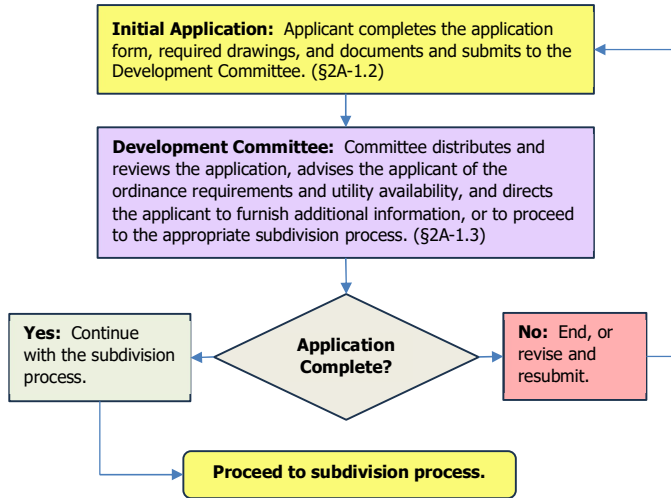 Initial Application: Applicant completes the application
form, required drawings, and documents and submits to the
Development Committee. (§2A-1.2)
Development Committee: Committee distributes and
reviews the application, advises the applicant of the
ordinance requirements and utility availability, and directs
the applicant to furnish additional information, or to proceed
to the appropriate subdivision process. (§2A-1.3)
Yes: Continue
with the subdivision
process.
Application
Complete?
No: End, or
revise and
resubmit.
Proceed to subdivision process.